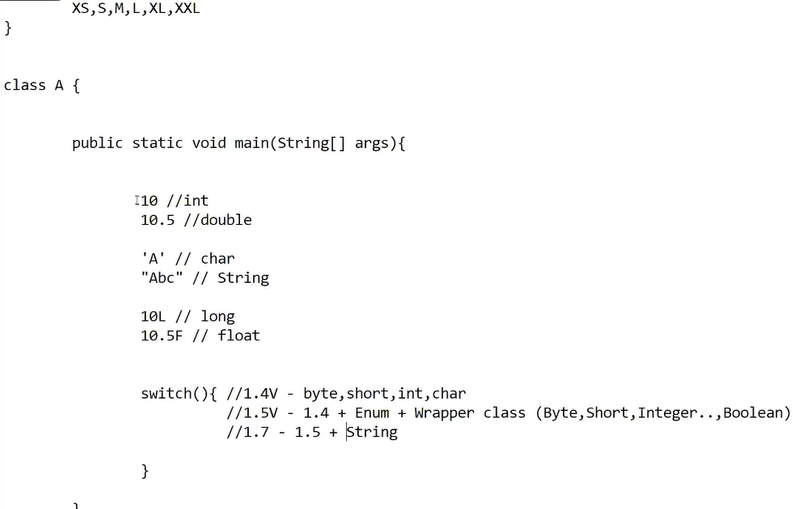 XS,S,M,L,XL,XXL
}
class A {
public static void main(String[] args){
10 //int
10.5 //double
'A' // char
"Abc" // String
10L // long
10.5F // float
switch(){ //1.4V - byte,short,int,char
//1.5V - 1.4 + Enum + Wrapper class (Byte,Short,Integer..,Boolean)
//1.7 - 1.5 + String
}
}